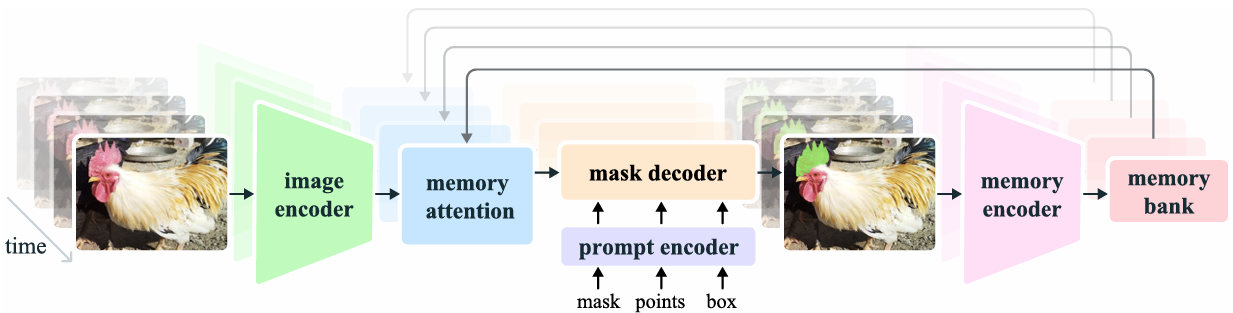 time
image
encoder
memory
attention
mask decoder
prompt encoder
mask
points
box
memory
encoder
memory
bank